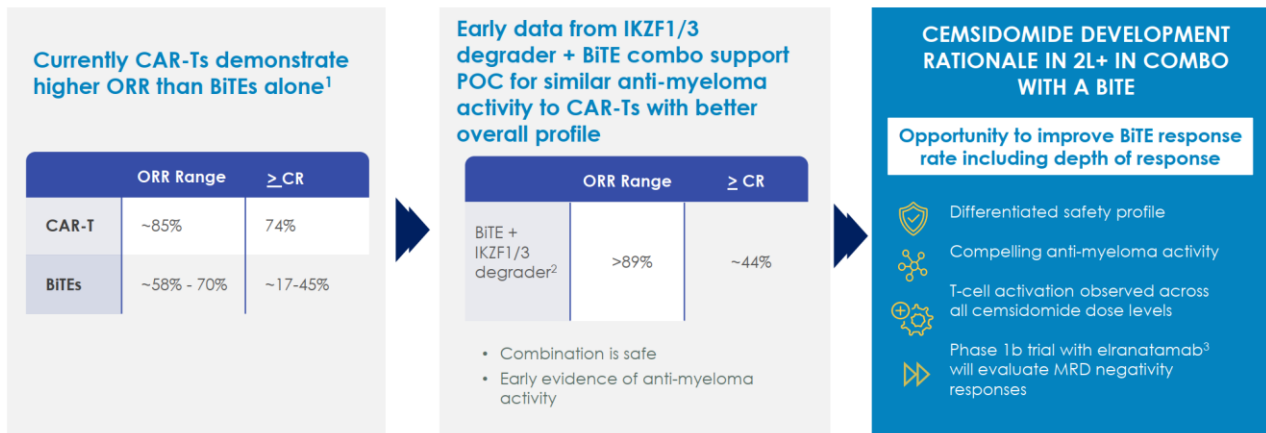 Currently CAR-Ts demonstrate
higher ORR than BiTEs alone1
ORR Range ≥ CR
CAR-T ~85% 74%
BiTEs ~58% - 70% ~17-45%
Early data from IKZF1/3
degrader + BiTE combo support
POC for similar anti-myeloma
activity to CAR-Ts with better
overall profile
ORR Range ≥ CR
BiTE +
IKZF1/3
degrader2
>89% ~44%
• Combination is safe
• Early evidence of anti-myeloma
activity
CEMSIDOMIDE DEVELOPMENT
RATIONALE IN 2L+ IN COMBO
WITH A BITE
Opportunity to improve BiTE response
rate including depth of response
Differentiated safety profile
Compelling anti-myeloma activity
T-cell activation observed across
all cemsidomide dose levels
Phase 1b trial with elranatamab3
will evaluate MRD negativity
responses